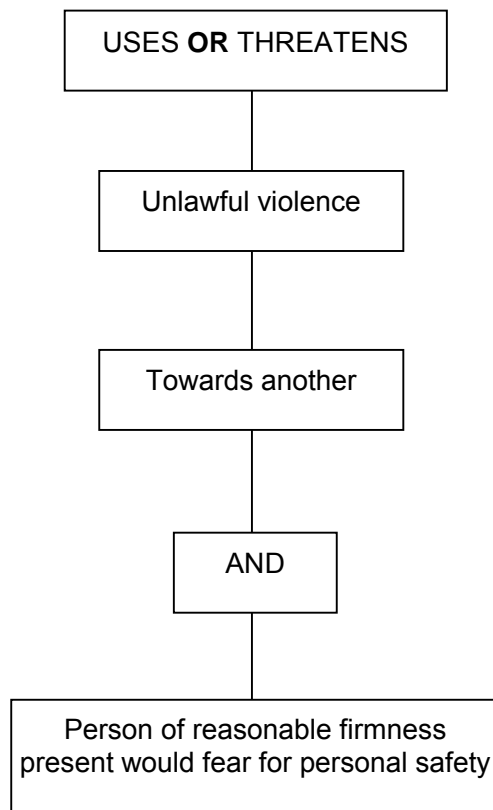 USES OR THREATENS
Unlawful violence
Towards another
AND
Person of reasonable firmness
present would fear for personal safety